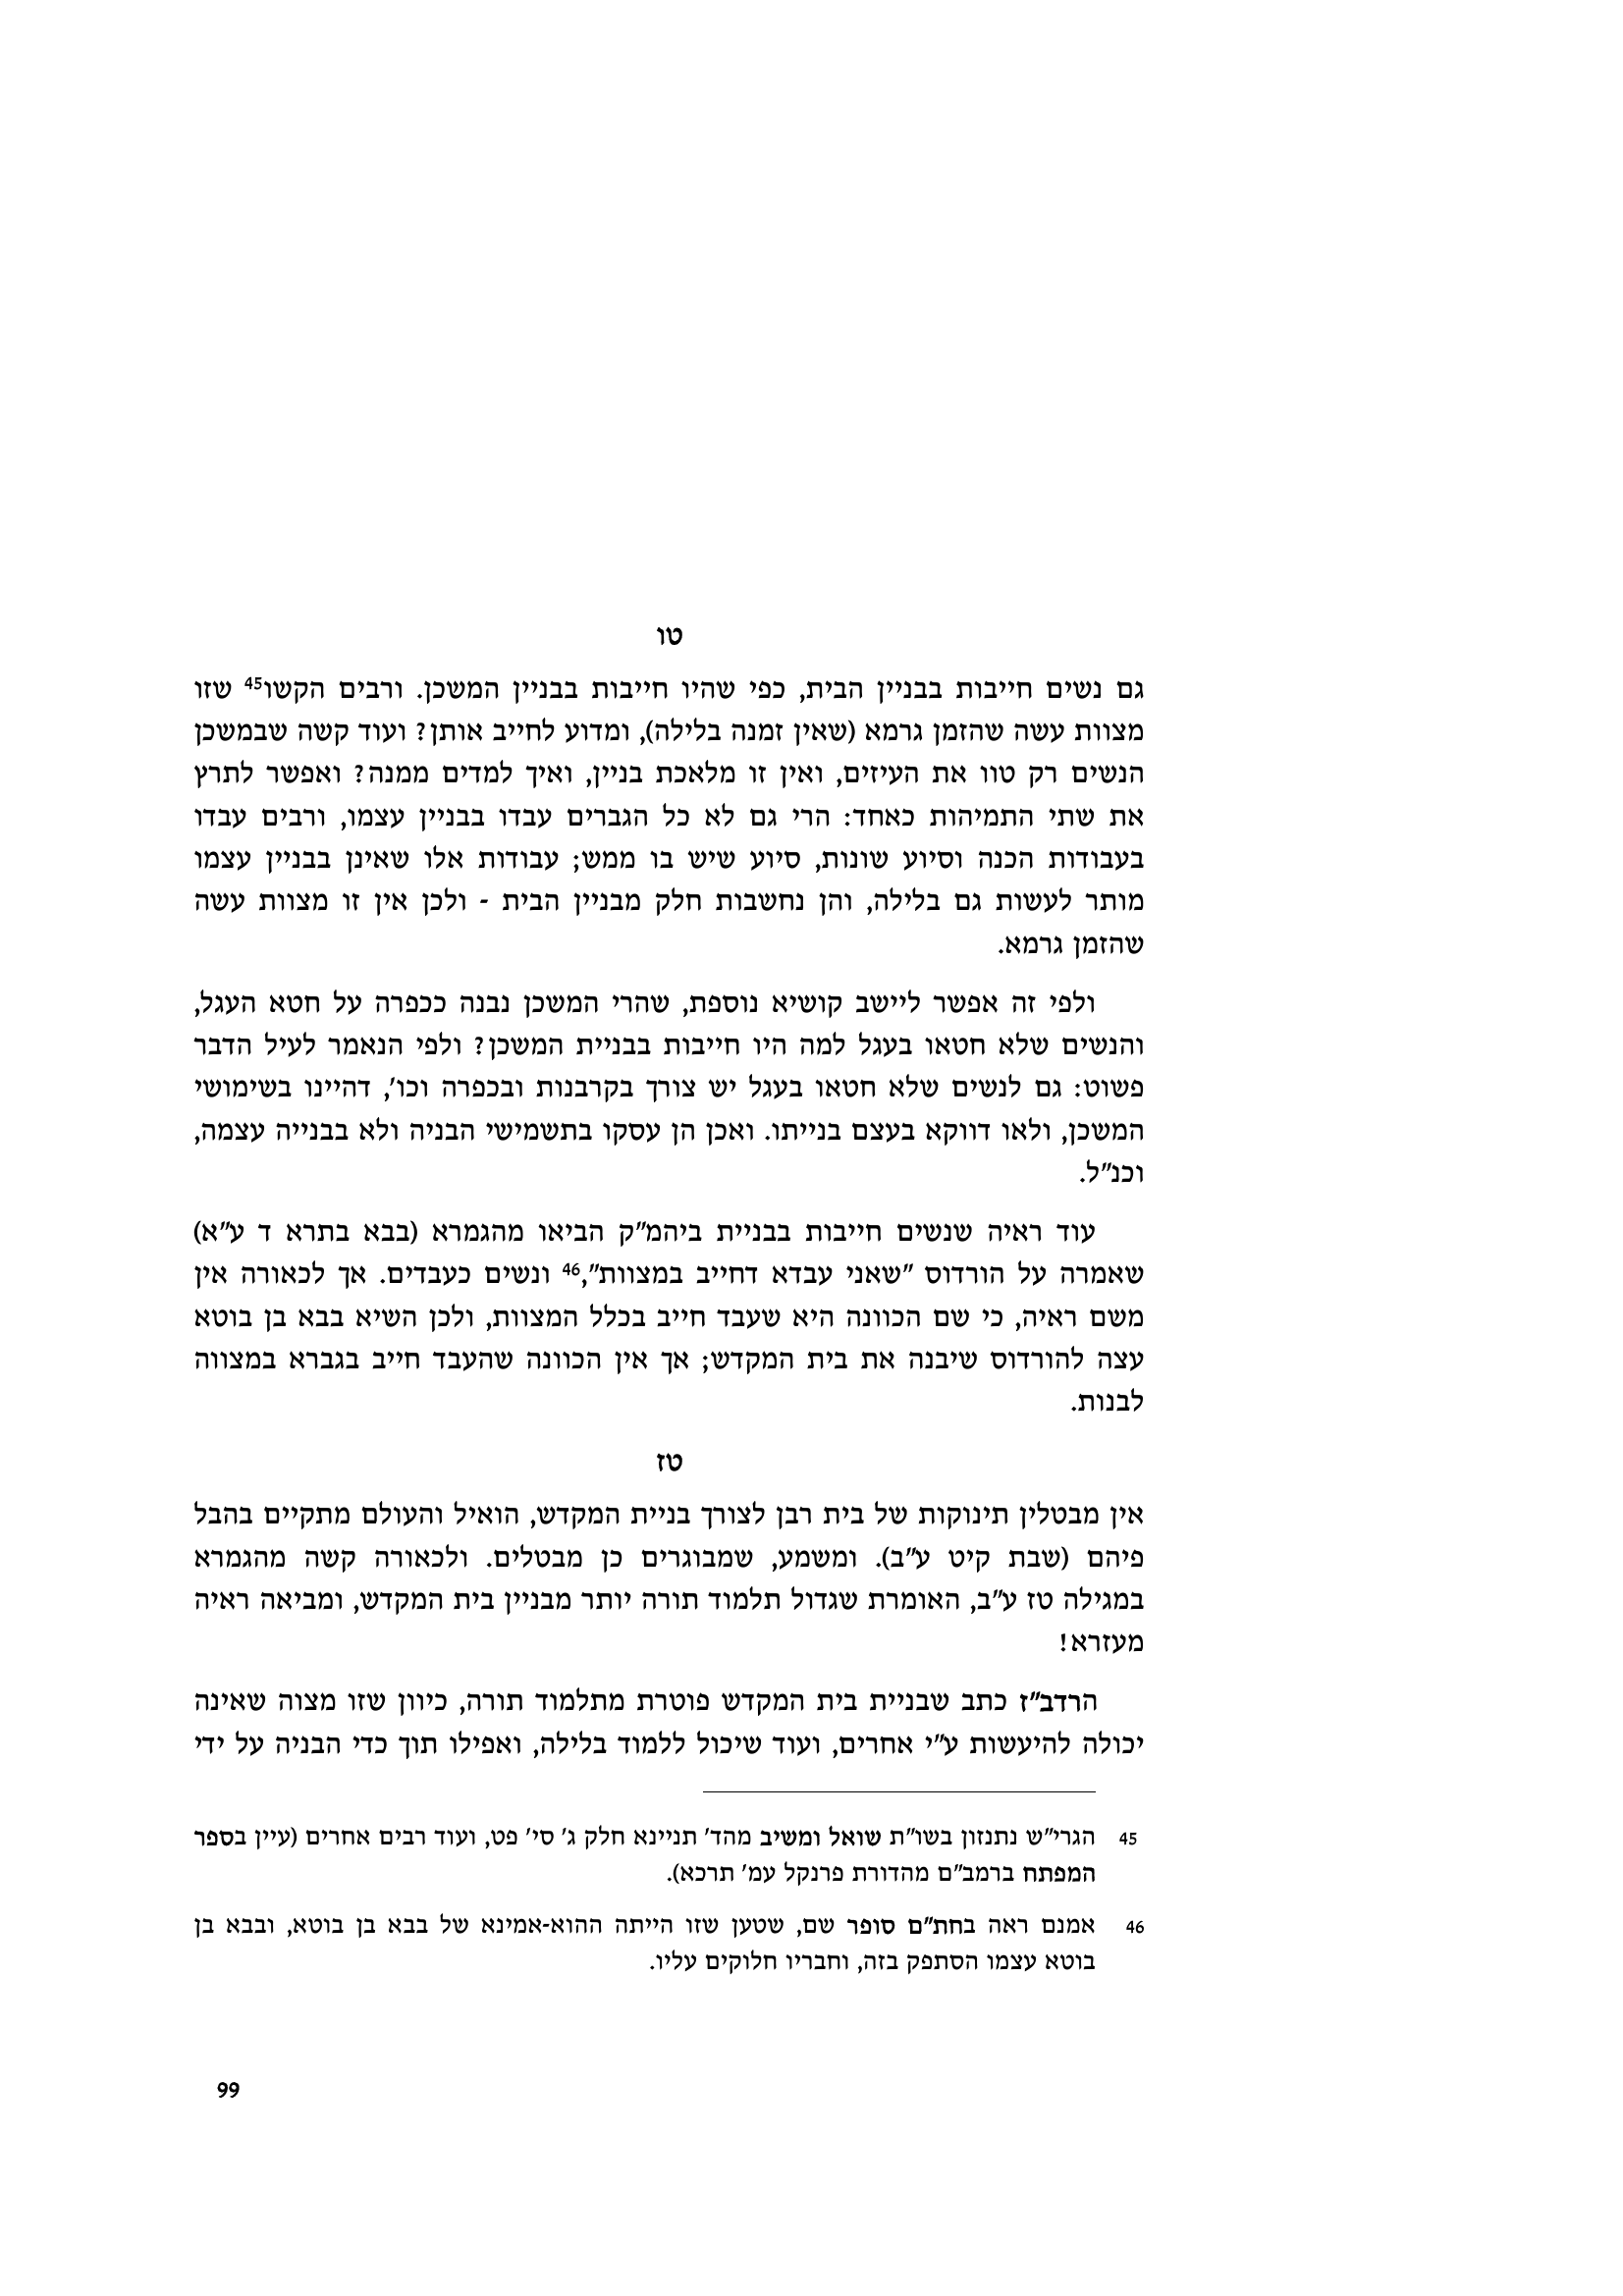 טו
גם נשים חייבות בבניין הבית, כפי שהיו חייבות בבניין המשכן. ורבים הקשו45 שזו
מצוות עשה שהזמן גרמא (שאין זמנה בלילה), ומדוע לחייב אותן? ועוד קשה שבמשכן
הנשים רק טוו את העיזים, ואין זו מלאכת בניין, ואיך למדים ממנה? ואפשר לתרץ
את שתי התמיהות כאחד: הרי גם לא כל הגברים עבדו בבניין עצמו, ורבים עבדו
בעבודות הכנה וסיוע שונות, סיוע שיש בו ממש; עבודות אלו שאינן בבניין עצמו
מותר לעשות גם בלילה, והן נחשבות חלק מבניין הבית - ולכן אין זו מצוות עשה
שהזמן גרמא.
ולפי זה אפשר ליישב קושיא נוספת, שהרי המשכן נבנה ככפרה על חטא העגל,
והנשים שלא חטאו בעגל למה היו חייבות בבניית המשכן? ולפי הנאמר לעיל הדבר
פשוט: גם לנשים שלא חטאו בעגל יש צורך בקרבנות ובכפרה וכו', דהיינו בשימושי
המשכן, ולאו דווקא בעצם בנייתו. ואכן הן עסקו בתשמישי הבניה ולא בבנייה עצמה,
וכנ"ל.
עוד ראיה שנשים חייבות בבניית ביהמ"ק הביאו מהגמרא (בבא בתרא ד ע"א)
שאמרה על הורדוס "שאני עבדא דחייב במצוות",46 ונשים כעבדים. אך לכאורה אין
משם ראיה, כי שם הכוונה היא שעבד חייב בכלל המצוות, ולכן השיא בבא בן בוטא
עצה להורדוס שיבנה את בית המקדש; אך אין הכוונה שהעבד חייב בגברא במצווה
לבנות.
טז
אין מבטלין תינוקות של בית רבן לצורך בניית המקדש, הואיל והעולם מתקיים בהבל
פיהם (שבת קיט ע"ב). ומשמע, שמבוגרים כן מבטלים. ולכאורה קשה מהגמרא
במגילה טז ע"ב, האומרת שגדול תלמוד תורה יותר מבניין בית המקדש, ומביאה ראיה
מעזרא!
הרדב"ז כתב שבניית בית המקדש פוטרת מתלמוד תורה, כיוון שזו מצוה שאינה
יכולה להיעשות ע"י אחרים, ועוד שיכול ללמוד בלילה, ואפילו תוך כדי הבניה על ידי
45 הגרי"ש נתנזון בשו"ת שואל ומשיב מהד' תניינא חלק ג' סי' פט, ועוד רבים אחרים (עיין בספר
המפתח ברמב"ם מהדורת פרנקל עמ' תרכא).
46 אמנם ראה בחת"ם סופר שם, שטען שזו הייתה ההוא-אמינא של בבא בן בוטא, ובבא בן
בוטא עצמו הסתפק בזה, וחבריו חלוקים עליו.
99